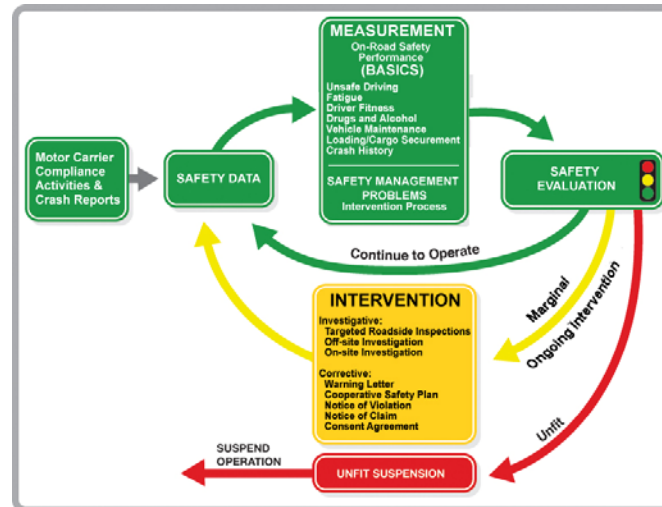 MEASUREMENT
On-Road Safety
Performance
(BASICS)
Unsafe Driving
Fatigue
Driver Fitness
Drugs and Alcohol
Vehicle Maintenance
Loading/Cargo Securement
Crash History
SAFETY MANAGEMENT
PROBLEMS
Intervention Process
Motor Carrier
Compliance
Activities &
Crash Reports
SAFETY DATA
SAFETY
EVALUATION
Continue to Operate
Marginal
Ongoing Intervention
Unfit
INTERVENTION
Investigative:
Targeted Roadside Inspections
Off-site Investigation
On-site Investigation
Corrective:
Warning Letter
Cooperative Safety Plan
Notice of Violation
Notice of Claim
Consent Agreement
SUSPEND
OPERATION
UNFIT SUSPENSION